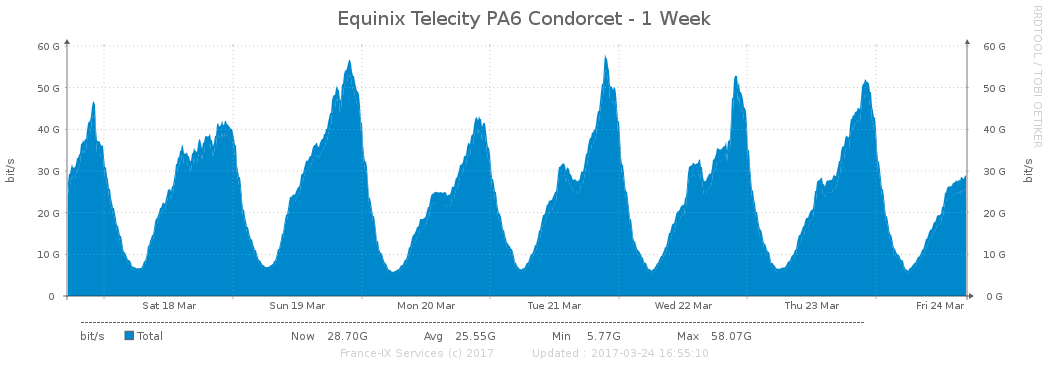 Equinix Telecity PA6 Condorcet - 1 Week
RRDTOOL / TOBI OETIKER
bit/s
60 G
50 G
40 G
30 G
20 G
10 G
0
60 G
50 G
40 G
30 G
20 G
10 G
0 G
bit/s
Sat 18 Mar Sun 19 Mar Mon 20 Mar Tue 21 Mar Wed 22 Mar Thu 23 Mar Fri 24 Mar
bit/s Total Now 28.70G Avg 25.55G Min 5.77G Max 58.07G
France-IX Services (c) 2017 Updated : 2017-03-24 16:55:10